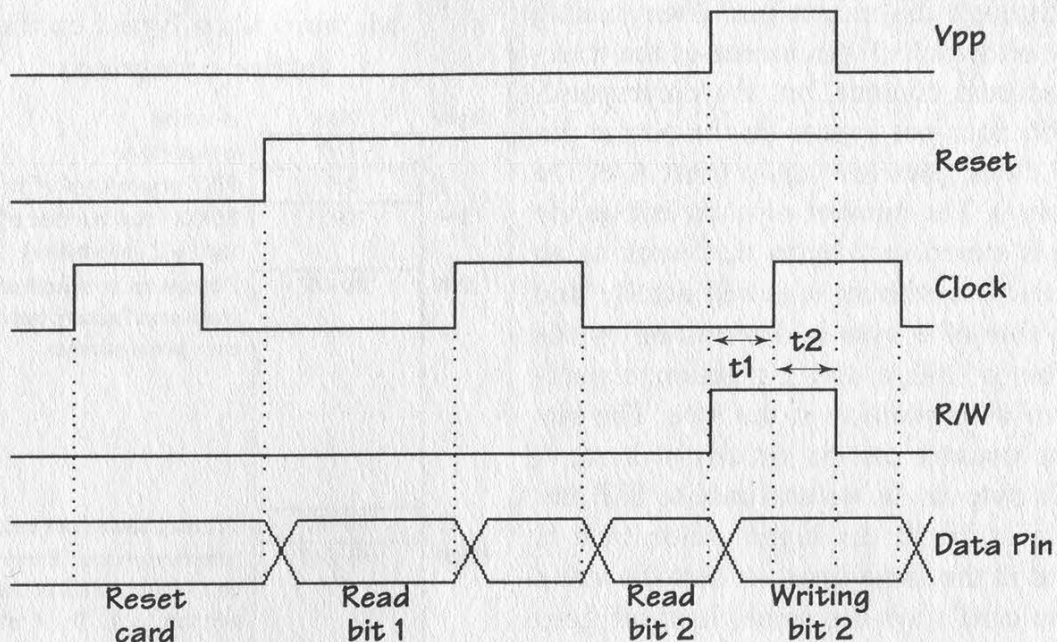 Vpp
Reset
Clock
t1
t2
R/W
Data Pin
Reset
card
Read
bit 1
Read
bit 2
Writing
bit 2